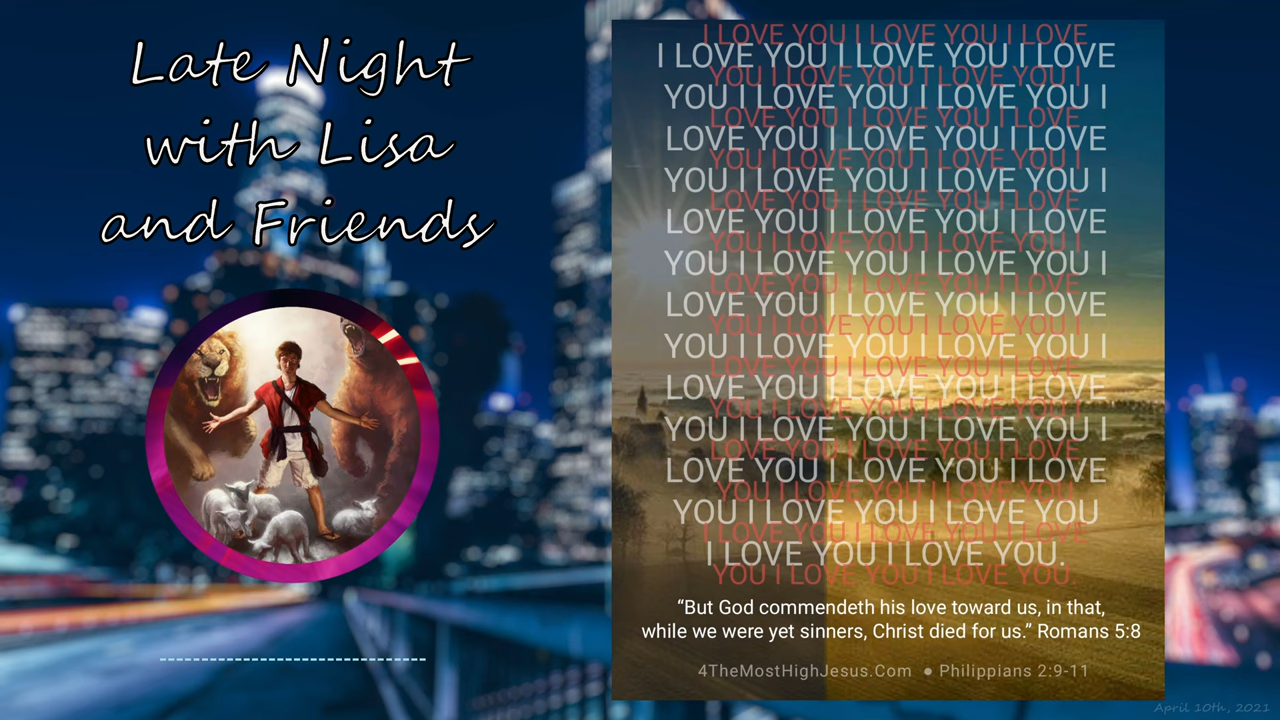 Late Night
with Lisa
and Friends
I LOVE YOU I LOVE YOU I LOVE
I LOVE YOU I LOVE YOU I LOVE
YOU I LOVE YOU I LOVE YOU I
YOU I LOVE YOU I LOVE YOU I
LOVE YOU I LOVE YOU I LOVE
LOVE YOU I LOVE YOU I LOVE
YOU I LOVE YOU I LOVE YOU I
YOU I LOVE YOU I LOVE YOU I
LOVE YOU I LOVE YOU I LOVE
LOVE YOU I LOVE YOU I LOVE
YOU I LOVE YOU I LOVE YOU I
YOU I LOVE YOU I LOVE YOU I
LOVE YOU I LOVE YOU I LOVE
LOVE YOU I LOVE YOU I LOVE
YOU I LOVE YOU I LOVE YOU I
YOU I LOVE YOU I LOVE YOU I
LOVE YOU I LOVE YOU I LOVE
LOVE YOU I LOVE YOU I LOVE
YOU I LOVE YOU I LOVE YOU I
YOU I LOVE YOU I LOVE YOU I
LOVE YOU I LOVE YOU I LOVE
LOVE YOU I LOVE YOU I LOVE
YOU I LOVE YOU I LOVE YOU
YOU I LOVE YOU I LOVE YOU
I LOVE YOU I LOVE YOU I LOVE
I LOVE YOU I LOVE YOU.
YOU I LOVE YOU I LOVE YOU.
“But God commendeth his love toward us, in that,
while we were yet sinners, Christ died for us.” Romans 5:8
4TheMostHighJesus.Com ● Philippians 2:9-11
April 10th, 2021